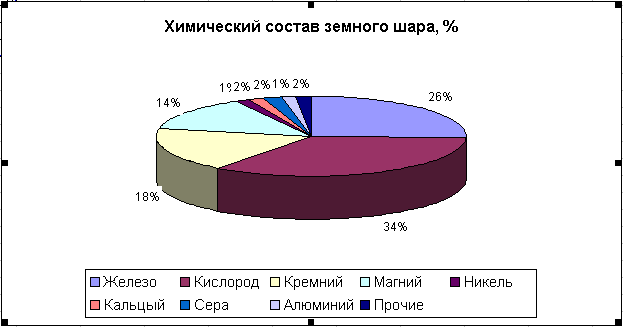 Химический состав земного шара, %
14% 1% 2% 2% 1% 2% 26%
18%
34%
Железо Кислород Кремний Магний Никель
Кальцый Сера Алюминий Прочие